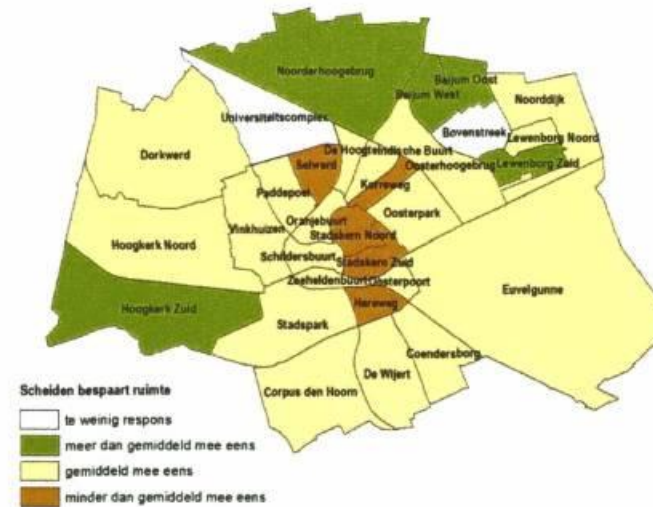 Noorderhoogebrug
Beijum Oost
Beijum West
Noorddijk
Universiteitscomplex
Bovenstreek
Lewenborg Noord
De Hoogte
Indische Buurt
Dorkwerd
Selwerd
Oosterhoogebrug
Lewenborg Zuid
Korreweg
Paddepoel
Oranjebuurt
Oosterpark
Vinkhuizen
Stadskern Noord
Hoogkerk Noord
Schildersbuurt
Stadskern Zuid
Zeeheldenbuurt
Oosterpoort
Euvelgunne
Hoogkerk Zuid
Hereweg
Stadspark
Coendersborg
De Wijert
Corpus den Hoorn
Scheiden bespaart ruimte
te weinig respons
meer dan gemiddeld mee eens
gemiddeld mee eens
minder dan gemiddeld mee eens